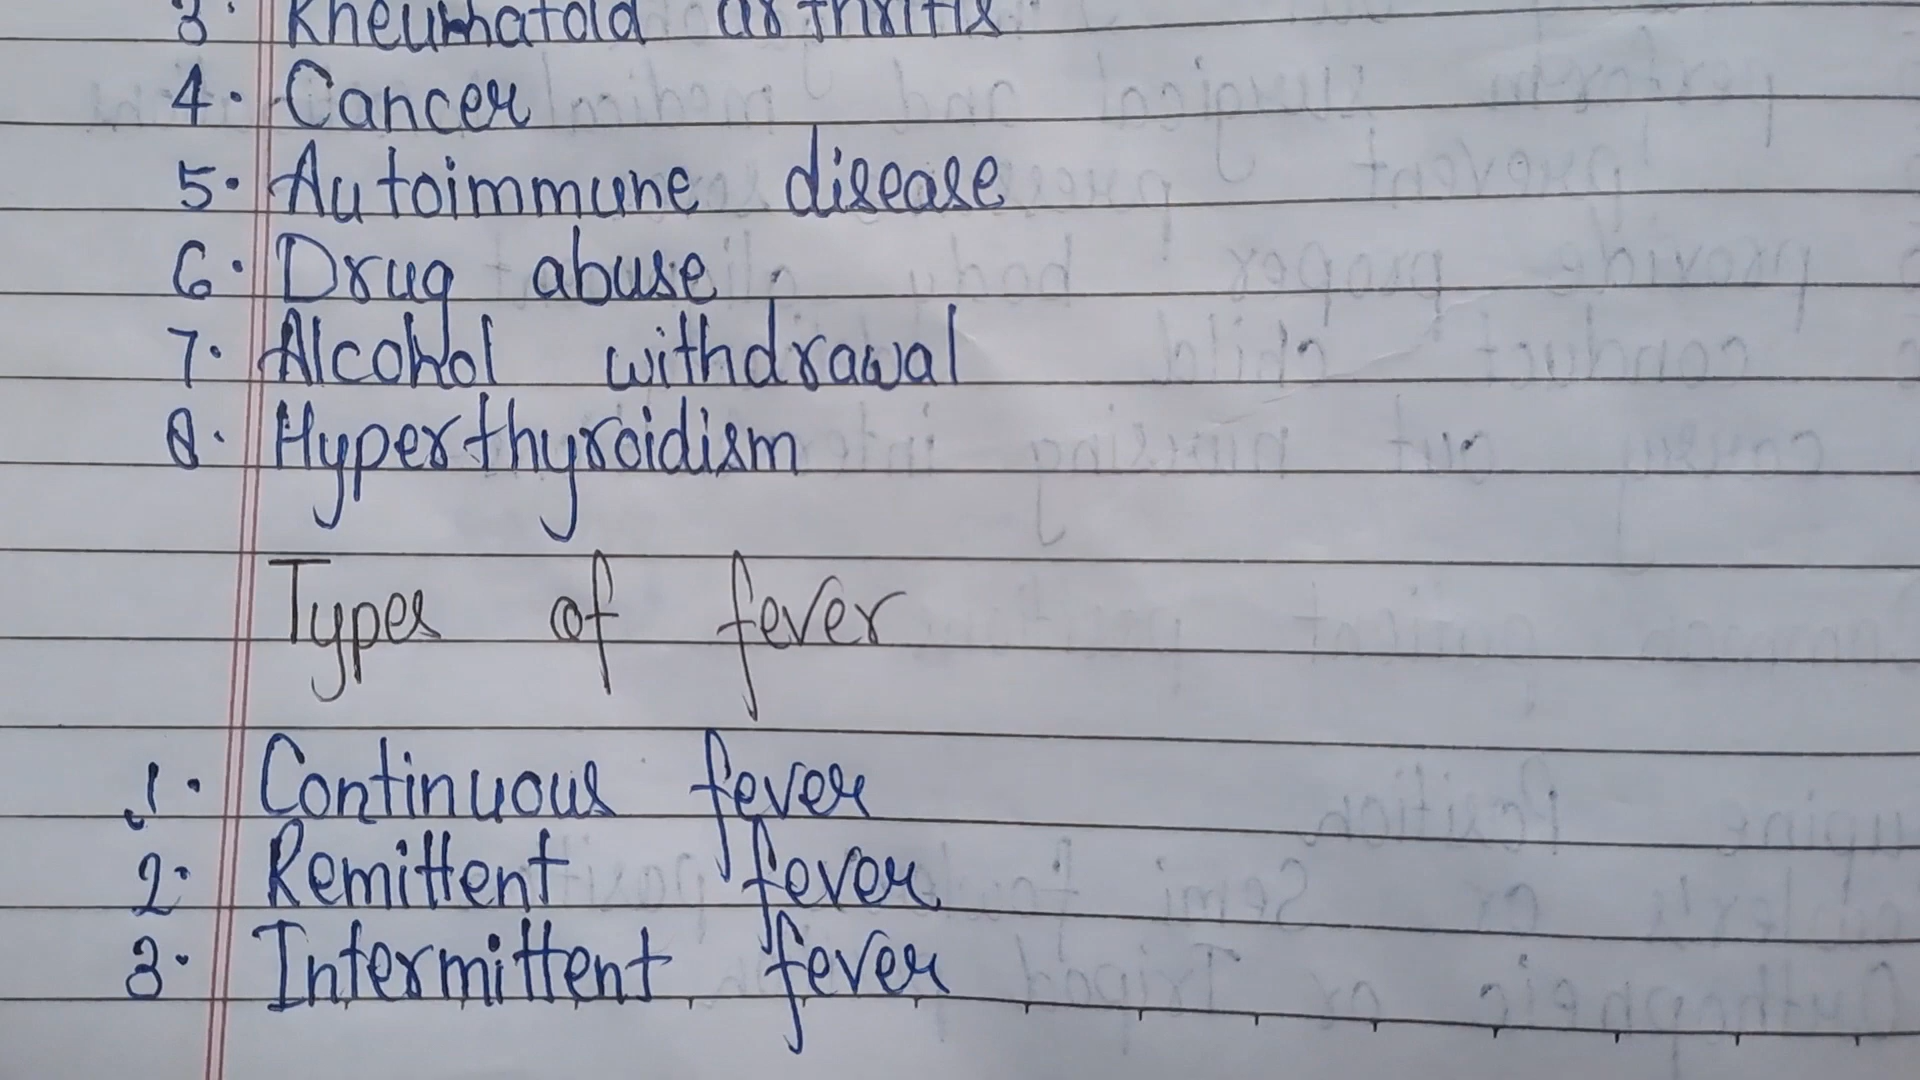 3. Rheumatoid arthritis
4. Cancer
5. Autoimmune disease
6. Drug abuse
7. Alcohol withdrawal
8. Hyperthyroidism
Types of fever
1. Continuous fever
2. Remittent fever
3. Intermittent fever